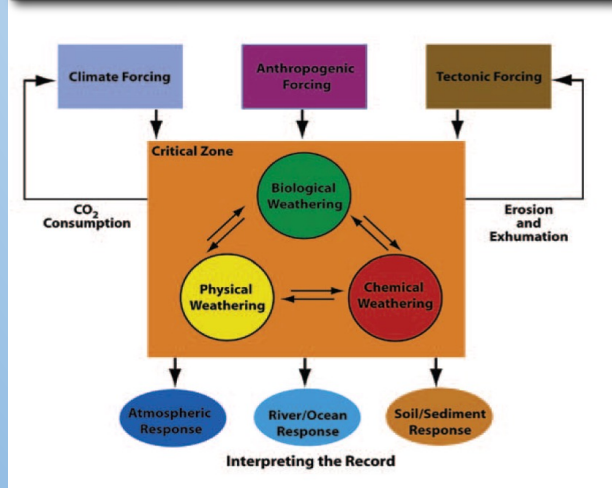 Climate Forcing
Anthropogenic
Forcing
Tectonic Forcing
Critical Zone
Biological
Weathering
CO₂
Consumption
Erosion
and
Exhumation
Physical
Weathering
Chemical
Weathering
Atmospheric
Response
River/Ocean
Response
Soil/Sediment
Response
Interpreting the Record